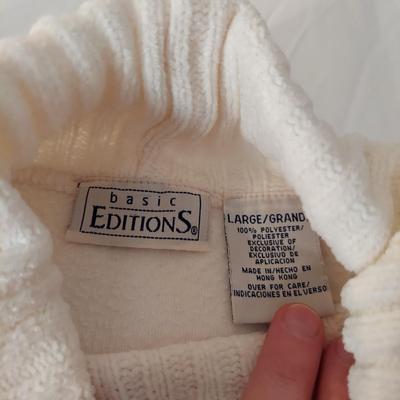 basic
EDITIONS®
LARGE/GRAND
100% POLYESTER/
POLIESTER
EXCLUSIVE OF
DECORATION/
EXCLUSIVO DE
APLICACION
MADE IN/HECHO EN
HONG KONG
OVER FOR CARE/
INDICACIONES EN EL VERSO